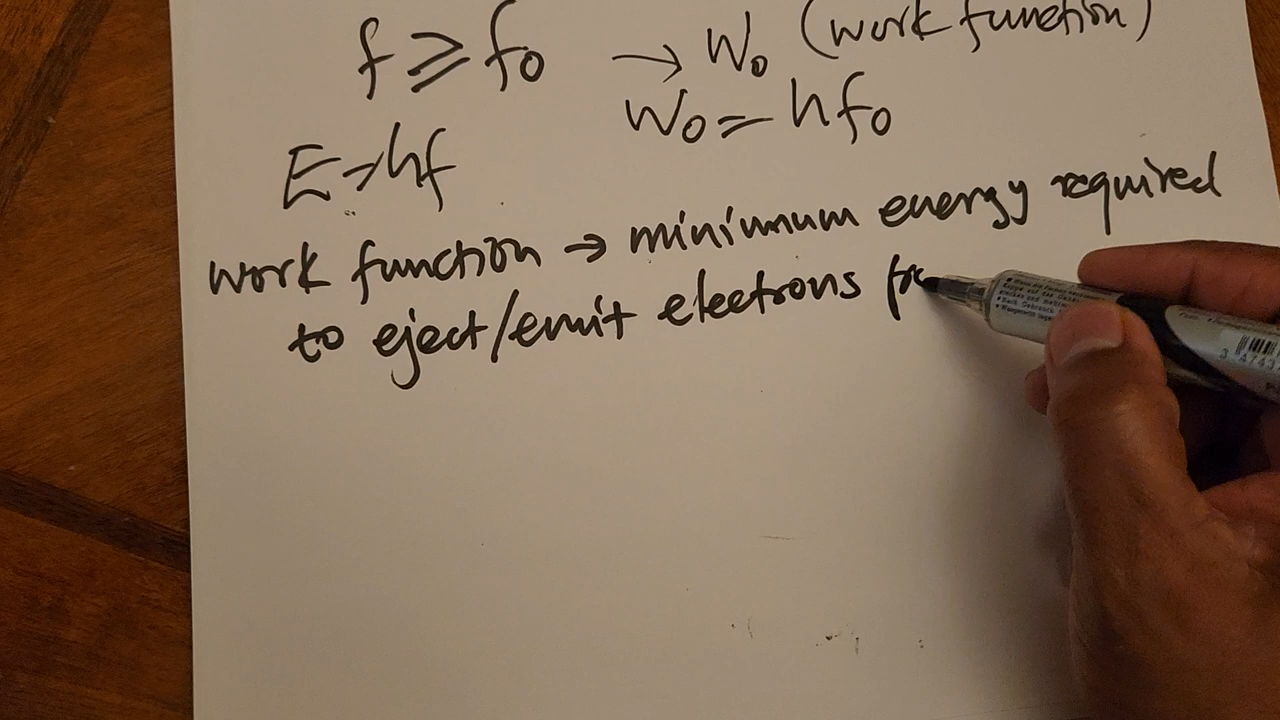 f ≥ f₀ → W₀ (work function)
W₀ = hf₀
E → hf
work function → minimum energy required
to eject/emit electrons